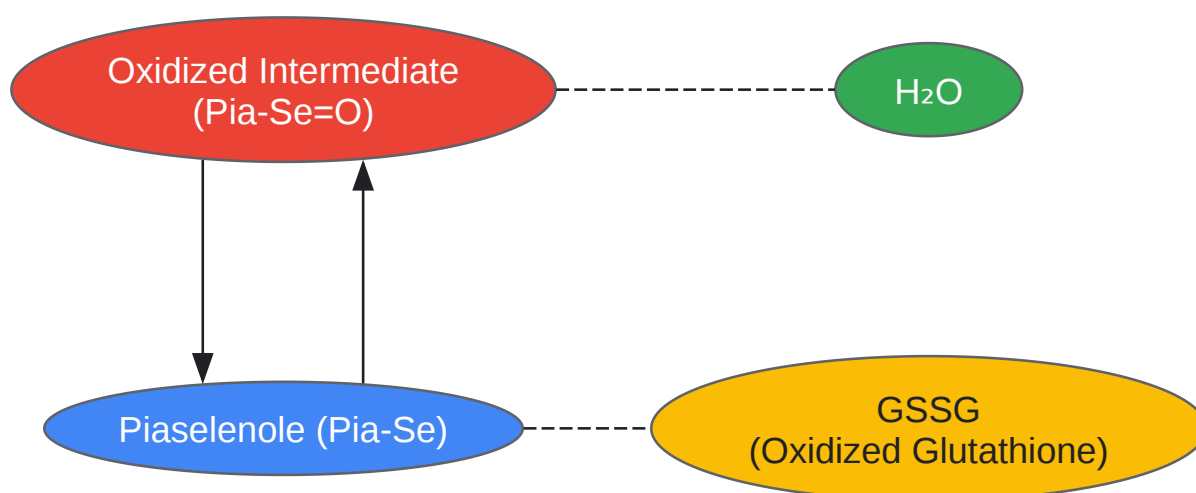 Oxidized Intermediate
(Pia-Se=O)
H₂O
Piaselenole (Pia-Se)
GSSG
(Oxidized Glutathione)